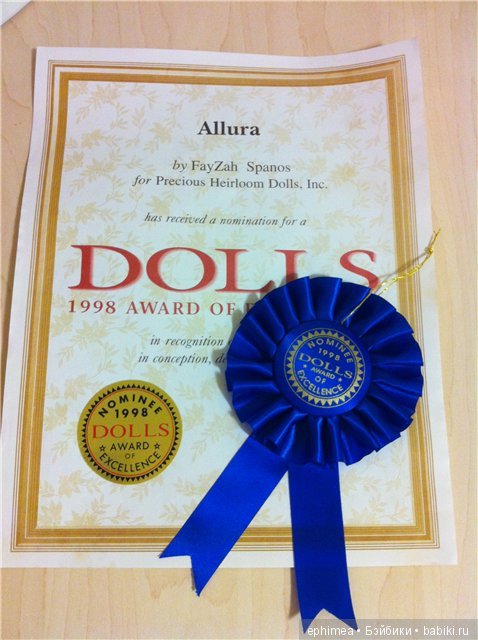 Allura
by FayZah Spanos
for Precious Heirloom Dolls, Inc.
has received a nomination for a
DOLLS
1998 AWARD OF
in recognition
in conception,
NOMINEE
1998
DOLLS
AWARD
OF
EXCELLENCE
NOMINEE
1998
DOLLS
AWARD
OF
EXCELLENCE
ephimea • Бэйбики • babiki.ru